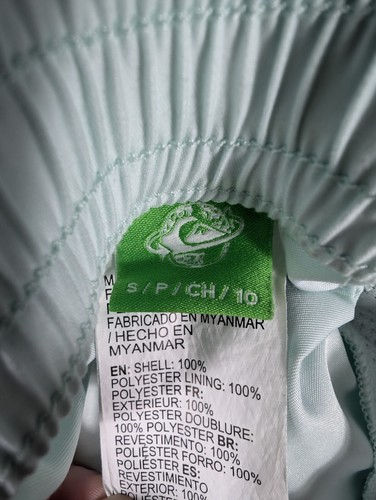 S / P / CH / 10
FABRICADO EN MYANMAR
/ HECHO EN
MYANMAR
EN: SHELL: 100%
POLYESTER LINING: 100%
POLYESTER FR:
EXTÉRIEUR: 100%
POLYESTER DOUBLURE:
100% POLYESTER BR:
REVESTIMENTO: 100%
POLIÉSTER FORRO: 100%
POLIÉSTER ES:
REVESTIMIENTO
EXTERIOR: 100%